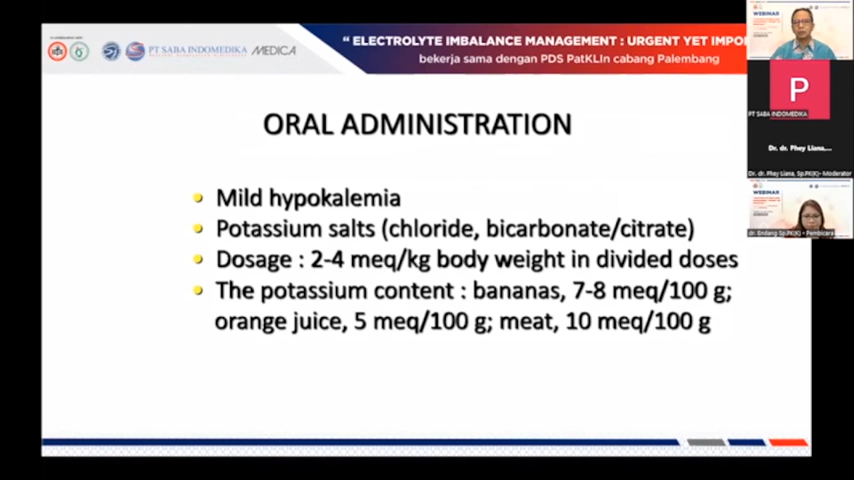 PT SABA INDOMEDIKA
MEDICA
“ ELECTROLYTE IMBALANCE MANAGEMENT : URGENT YET IMPO
bekerja sama dengan PDS PatKLIn cabang Palembang
ORAL ADMINISTRATION
• Mild hypokalemia
• Potassium salts (chloride, bicarbonate/citrate)
• Dosage : 2-4 meq/kg body weight in divided doses
• The potassium content : bananas, 7-8 meq/100 g;
orange juice, 5 meq/100 g; meat, 10 meq/100 g
WEBINAR
P
PT SABA INDOMEDIKA
Dr. dr. Phey Liana,...
Dr. dr. Phey Liana, Sp.PK(K)- Moderator
WEBINAR
dr. Endang Sp.PK(K) - Pembicara